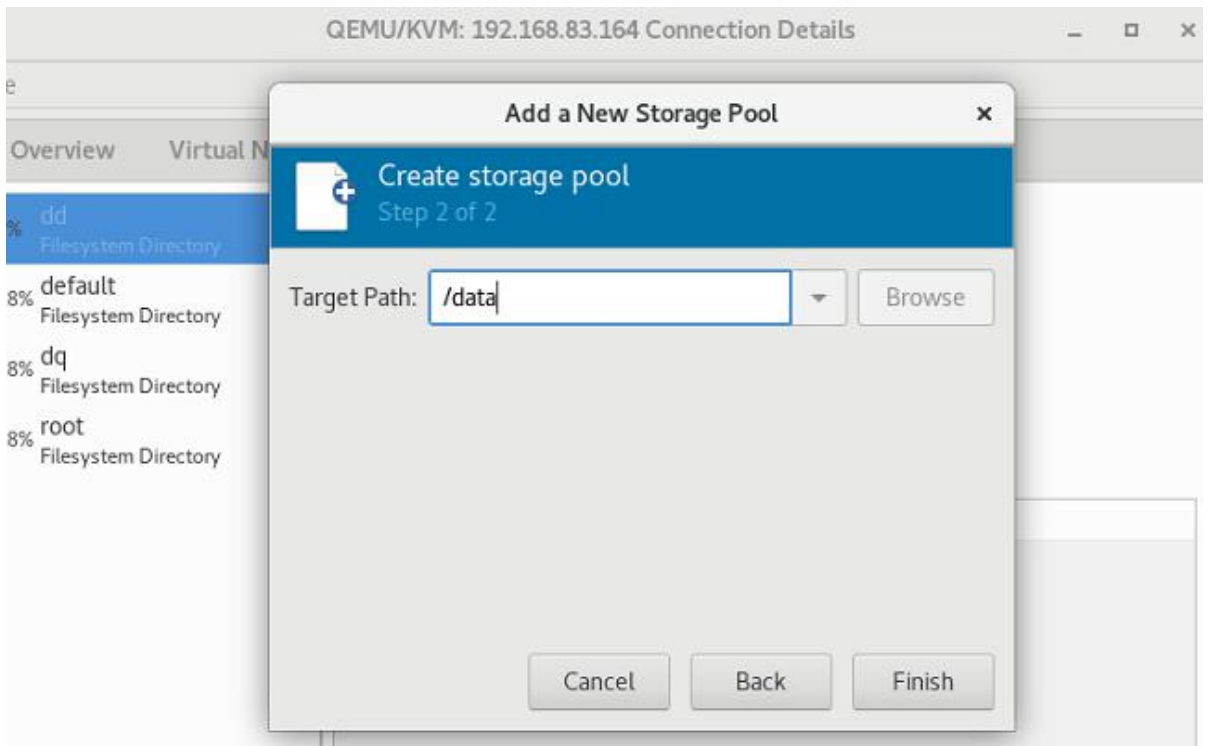 QEMU/KVM: 192.168.83.164 Connection Details
e
Overview Virtual N
Add a New Storage Pool
Create storage pool
Step 2 of 2
% dd
Filesystem Directory
8% default
Filesystem Directory
8% dq
Filesystem Directory
8% root
Filesystem Directory
Target Path: /data Browse
Cancel Back Finish